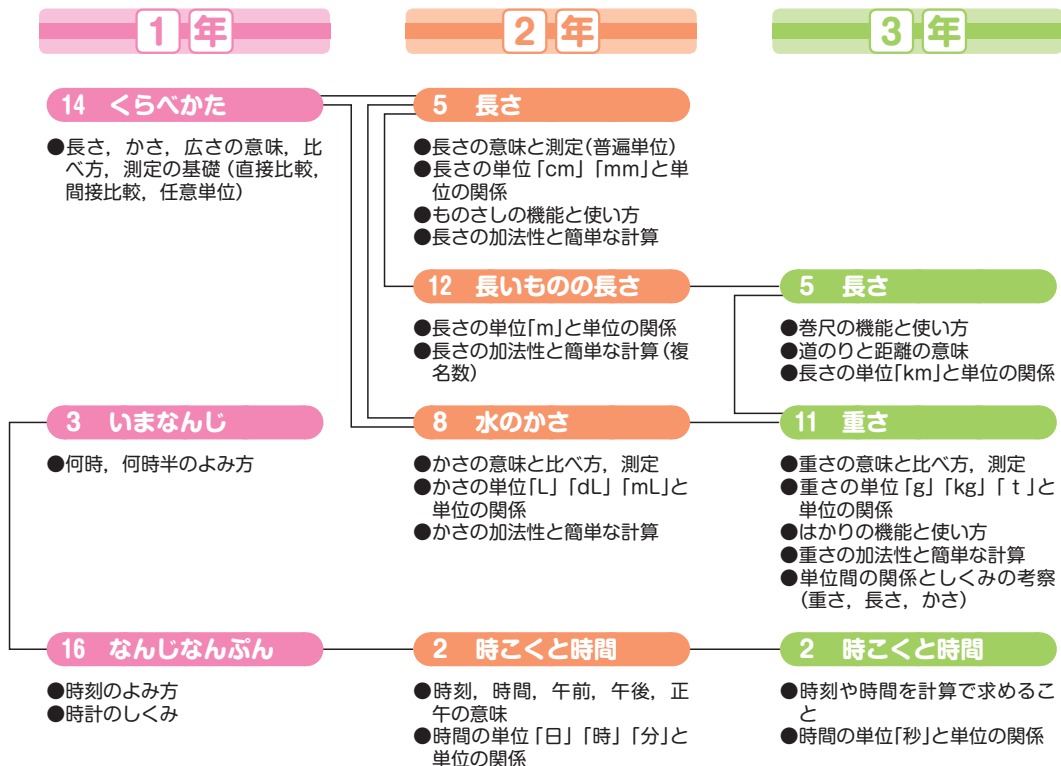 1年
2年
3年
14 くらべかた
●長さ，かさ，広さの意味，比
べ方，測定の基礎（直接比較，
間接比較，任意単位）
5 長さ
●長さの意味と測定（普遍単位）
●長さの単位「cm」「mm」と単
位の関係
●ものさしの機能と使い方
●長さの加法性と簡単な計算
12 長いものの長さ
●長さの単位「m」と単位の関係
●長さの加法性と簡単な計算（複
名数）
5 長さ
●巻尺の機能と使い方
●道のりと距離の意味
●長さの単位「km」と単位の関係
3 いまなんじ
●何時，何時半のよみ方
8 水のかさ
●かさの意味と比べ方，測定
●かさの単位「L」「dL」「mL」と
単位の関係
●かさの加法性と簡単な計算
11 重さ
●重さの意味と比べ方，測定
●重さの単位「g」「kg」「t」と
単位の関係
●はかりの機能と使い方
●重さの加法性と簡単な計算
●単位間の関係としくみの考察
（重さ，長さ，かさ）
16 なんじなんぷん
●時刻のよみ方
●時計のしくみ
2 時こくと時間
●時刻，時間，午前，午後，正
午の意味
●時間の単位「日」「時」「分」と
単位の関係
2 時こくと時間
●時刻や時間を計算で求めるこ
と
●時間の単位「秒」と単位の関係